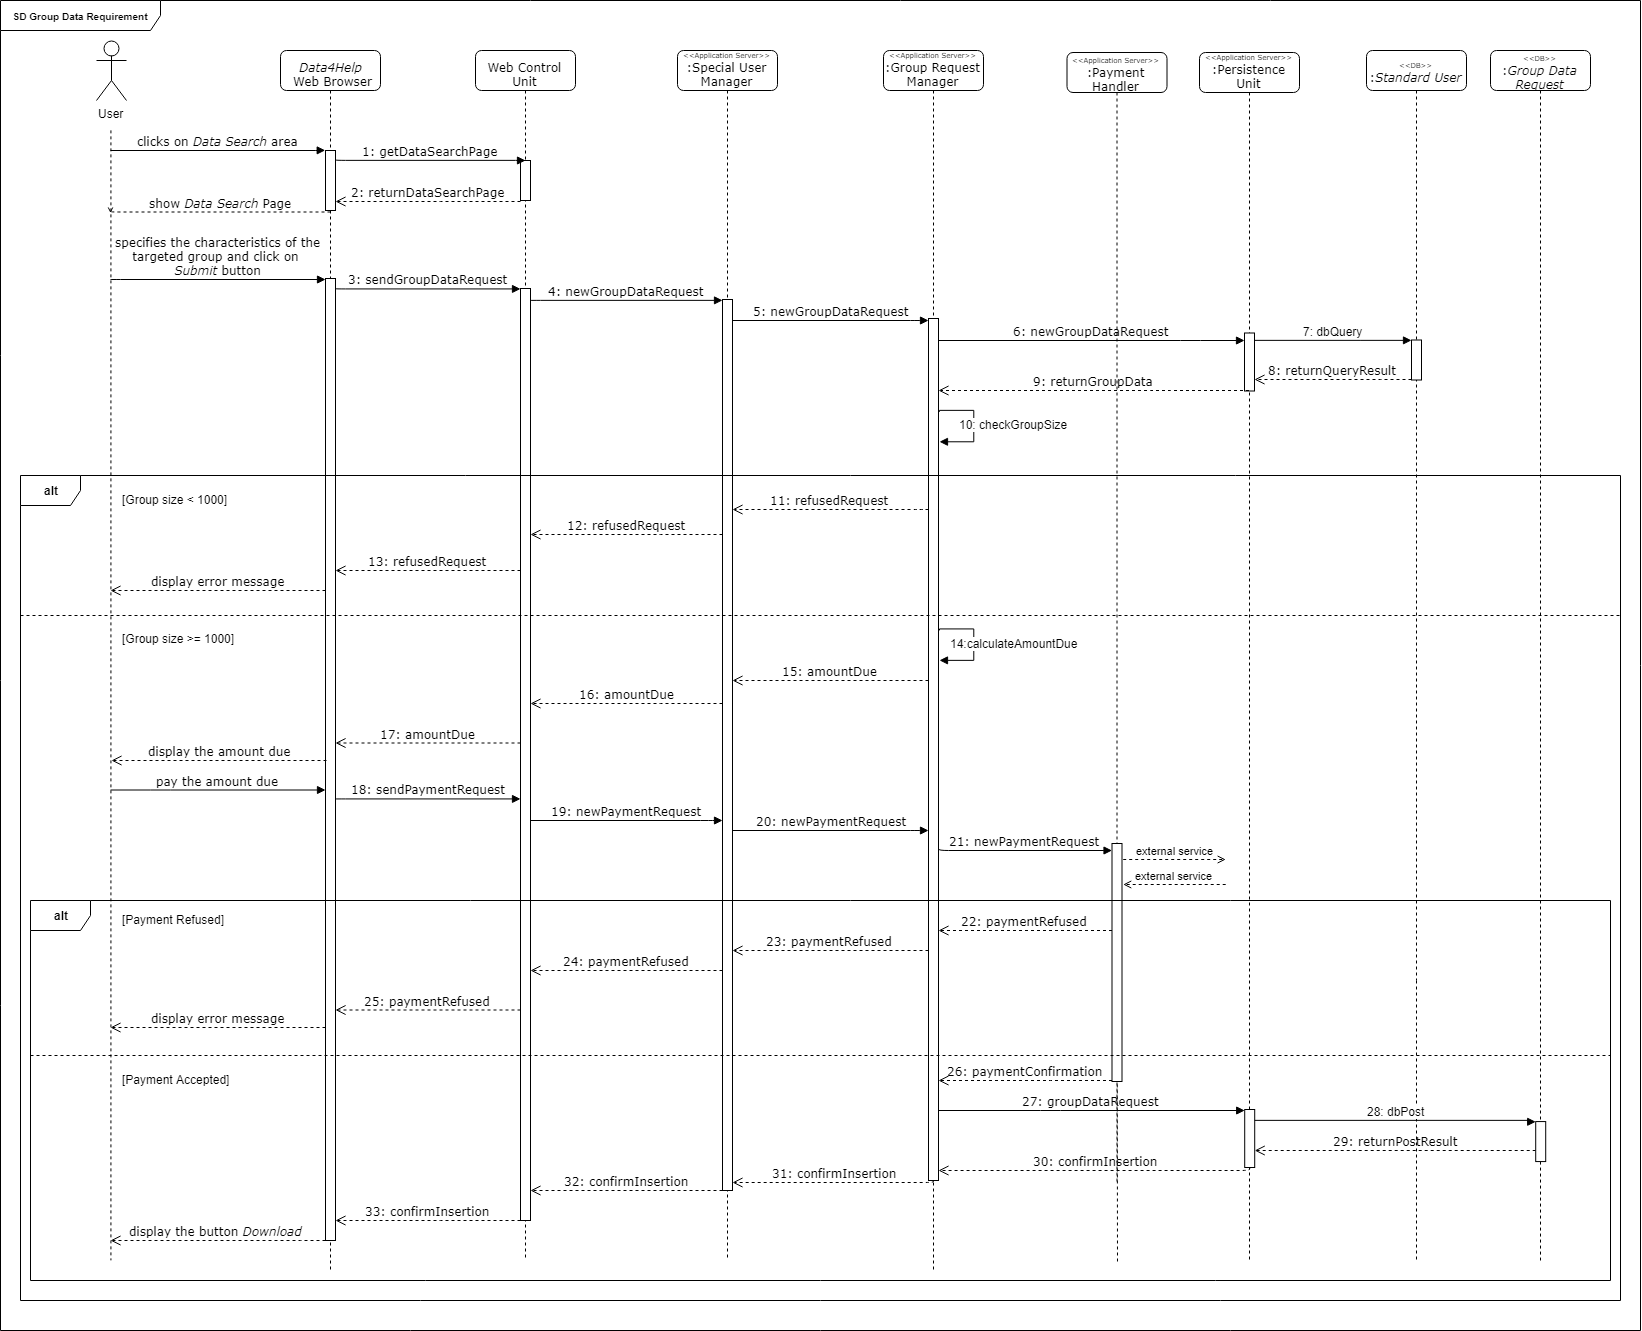 SD Group Data Requirement
User
Data4Help
Web Browser
Web Control
Unit
<<Application Server>>
:Special User
Manager
<<Application Server>>
:Group Request
Manager
<<Application Server>>
:Payment
Handler
<<Application Server>>
:Persistence
Unit
<<DB>>
:Standard User
<<DB>>
:Group Data
Request
clicks on Data Search area
1: getDataSearchPage
2: returnDataSearchPage
show Data Search Page
specifies the characteristics of the
targeted group and click on
Submit button
3: sendGroupDataRequest
4: newGroupDataRequest
5: newGroupDataRequest
6: newGroupDataRequest
7: dbQuery
8: returnQueryResult
9: returnGroupData
10: checkGroupSize
alt
[Group size < 1000]
11: refusedRequest
12: refusedRequest
13: refusedRequest
display error message
[Group size >= 1000]
14:calculateAmountDue
15: amountDue
16: amountDue
17: amountDue
display the amount due
pay the amount due
18: sendPaymentRequest
19: newPaymentRequest
20: newPaymentRequest
21: newPaymentRequest
external service
external service
alt
[Payment Refused]
22: paymentRefused
23: paymentRefused
24: paymentRefused
25: paymentRefused
display error message
[Payment Accepted]
26: paymentConfirmation
27: groupDataRequest
28: dbPost
29: returnPostResult
30: confirmInsertion
31: confirmInsertion
32: confirmInsertion
33: confirmInsertion
display the button Download